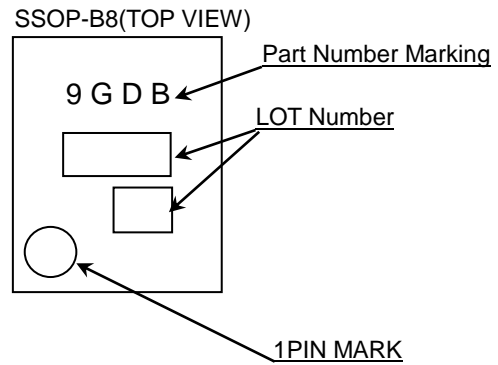 SSOP-B8(TOP VIEW)
Part Number Marking
9 G D B
LOT Number
1PIN MARK